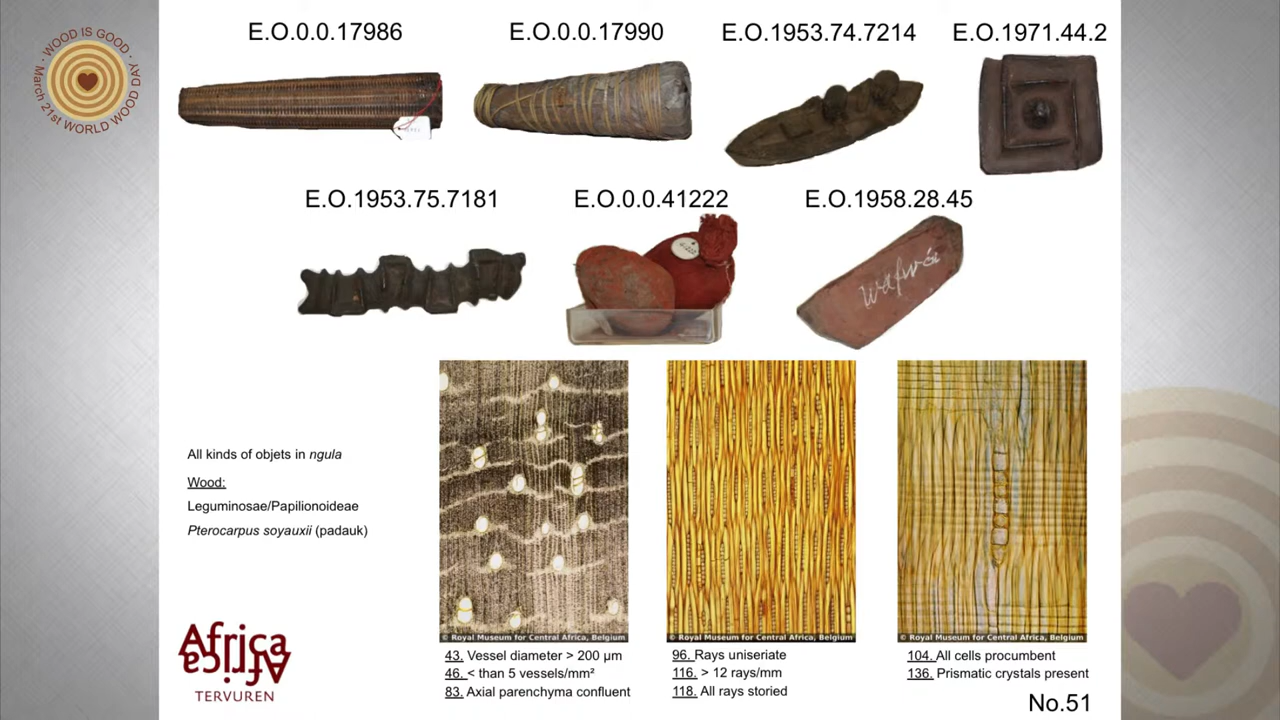 WOOD IS GOOD · March 21st WORLD WOOD DAY ·
E.O.0.0.17986
E.O.0.0.17990
E.O.1953.74.7214
E.O.1971.44.2
E.O.1953.75.7181
E.O.0.0.41222
E.O.1958.28.45
All kinds of objets in ngula
Wood:
Leguminosae/Papilionoideae
Pterocarpus soyauxii (padauk)
© Royal Museum for Central Africa, Belgium
© Royal Museum for Central Africa, Belgium
© Royal Museum for Central Africa, Belgium
43. Vessel diameter > 200 µm
46. < than 5 vessels/mm²
83. Axial parenchyma confluent
96. Rays uniseriate
116. > 12 rays/mm
118. All rays storied
104. All cells procumbent
136. Prismatic crystals present
Africa
Africa
TERVUREN
No.51